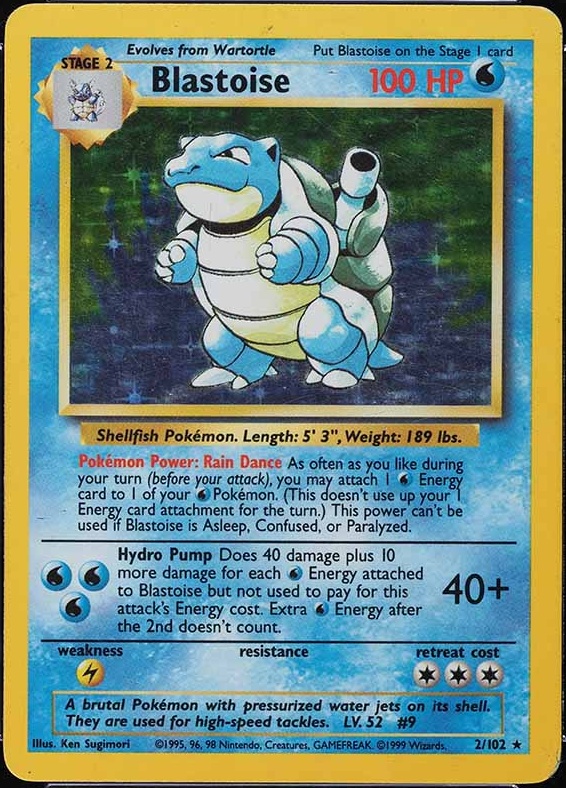 Evolves from Wartortle Put Blastoise on the Stage 1 card
STAGE 2
Blastoise 100 HP
Shellfish Pokémon. Length: 5' 3", Weight: 189 lbs.
Pokémon Power: Rain Dance As often as you like during
your turn (before your attack), you may attach 1 Energy
card to 1 of your Pokémon. (This doesn't use up your 1
Energy card attachment for the turn.) This power can't be
used if Blastoise is Asleep, Confused, or Paralyzed.
Hydro Pump Does 40 damage plus 10
more damage for each Energy attached
to Blastoise but not used to pay for this
attack's Energy cost. Extra Energy after
the 2nd doesn't count.
40+
weakness resistance retreat cost
A brutal Pokémon with pressurized water jets on its shell.
They are used for high-speed tackles. LV. 52 #9
Illus. Ken Sugimori ©1995, 96, 98 Nintendo, Creatures, GAMEFREAK. ©1999 Wizards. 2/102 ★